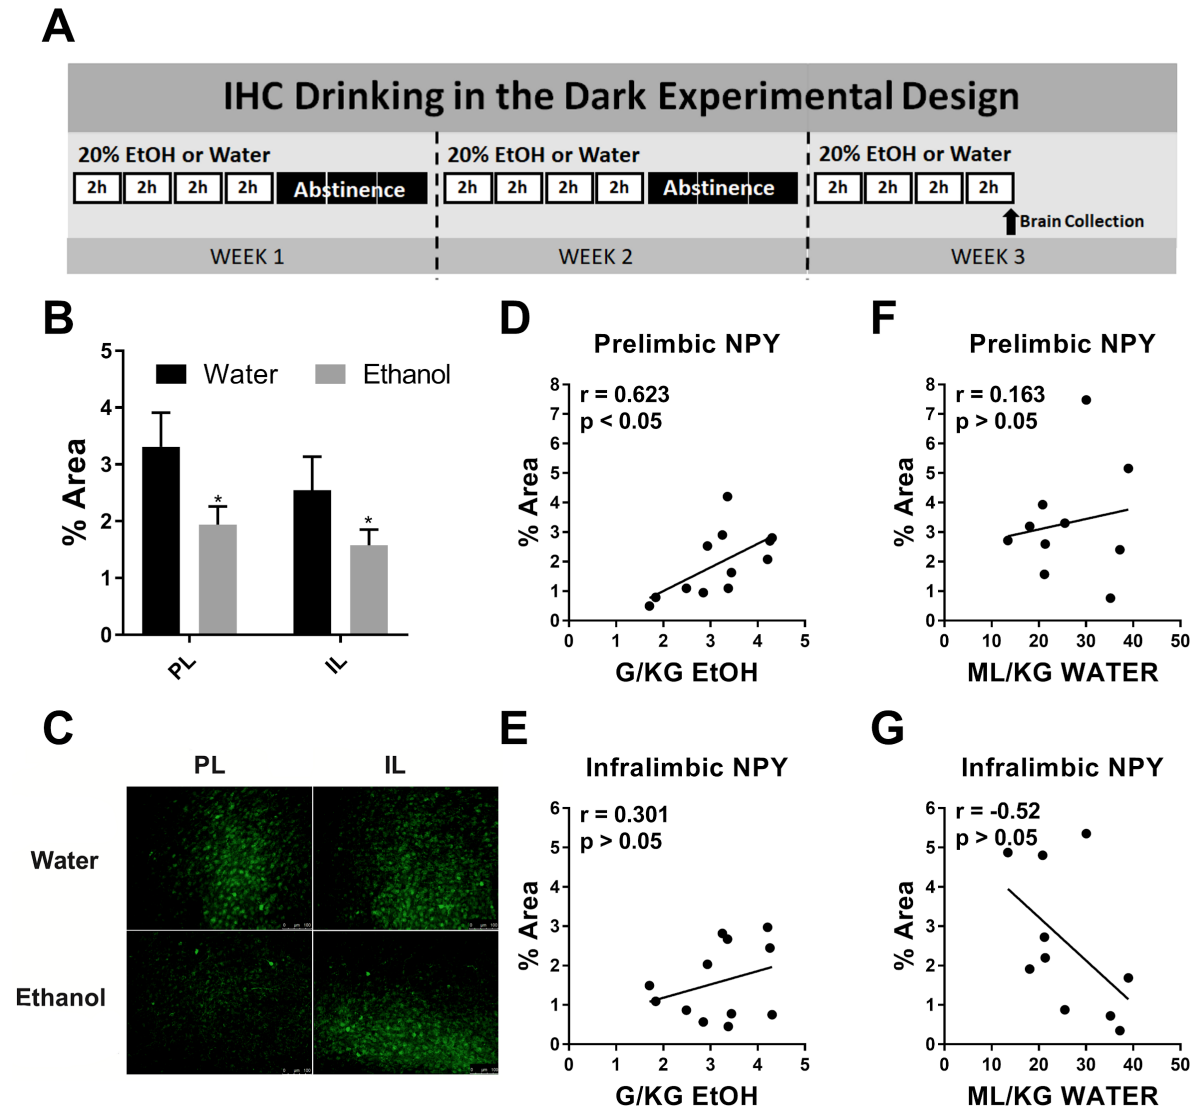 A
IHC Drinking in the Dark Experimental Design
20% EtOH or Water
2h 2h 2h 2h Abstinence
20% EtOH or Water
2h 2h 2h 2h Abstinence
20% EtOH or Water
2h 2h 2h 2h
Brain Collection
WEEK 1 WEEK 2 WEEK 3
B
Water Ethanol
% Area
5
4
3
2
1
0
PL IL
C
PL IL
Water
Ethanol
D
Prelimbic NPY
r = 0.623
p < 0.05
% Area
8
7
6
5
4
3
2
1
0
0 1 2 3 4 5
G/KG EtOH
F
Prelimbic NPY
r = 0.163
p > 0.05
% Area
8
7
6
5
4
3
2
1
0
0 10 20 30 40 50
ML/KG WATER
E
Infralimbic NPY
r = 0.301
p > 0.05
% Area
6
5
4
3
2
1
0
0 1 2 3 4 5
G/KG EtOH
G
Infralimbic NPY
r = -0.52
p > 0.05
% Area
6
5
4
3
2
1
0
0 10 20 30 40 50
ML/KG WATER